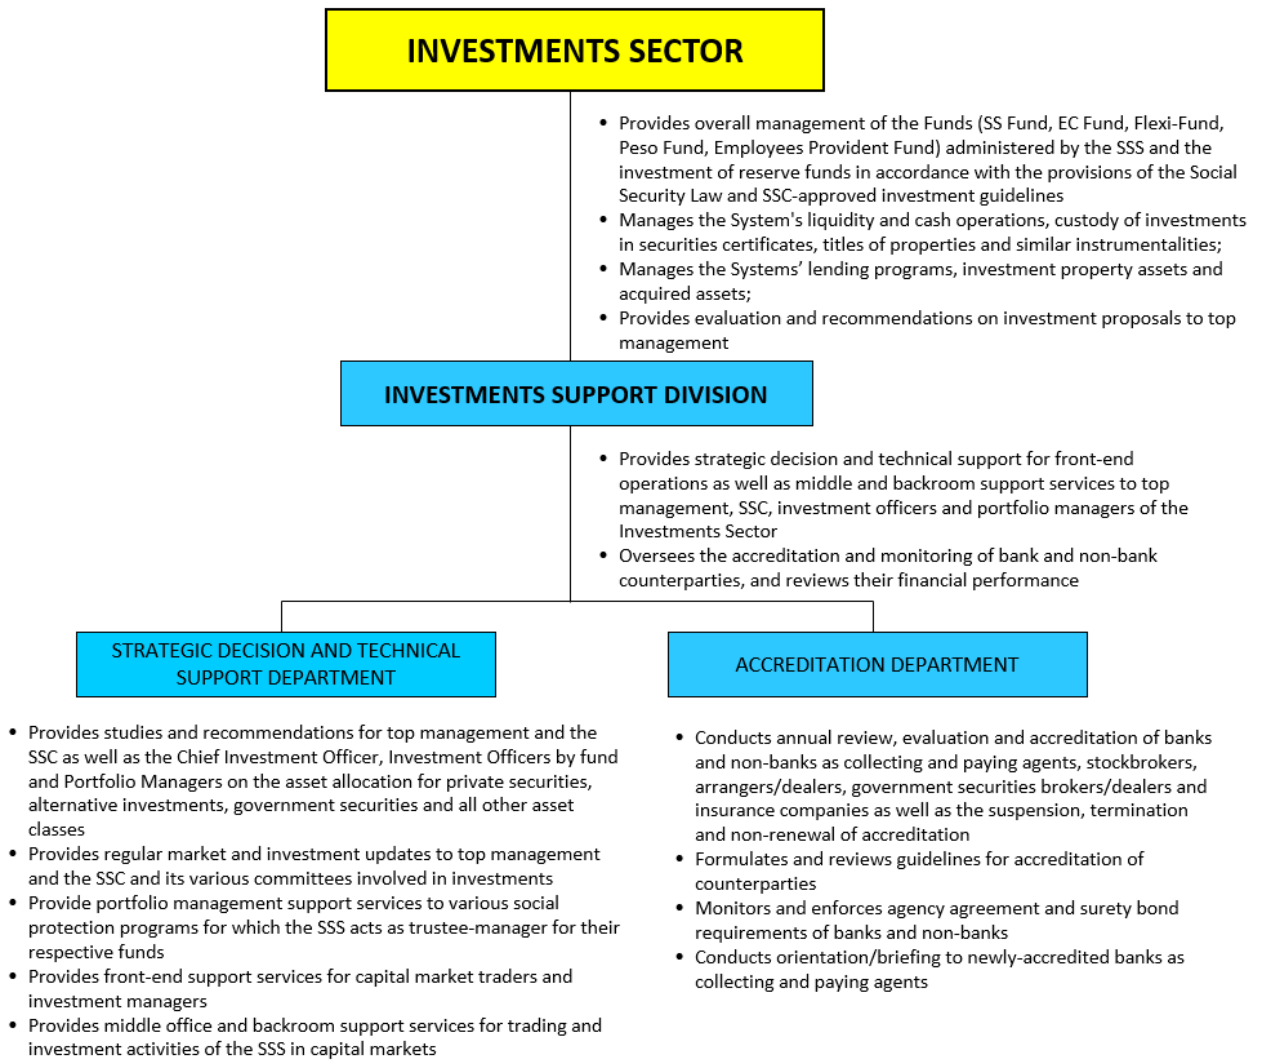 INVESTMENTS SECTOR
• Provides overall management of the Funds (SS Fund, EC Fund, Flexi-Fund,
Peso Fund, Employees Provident Fund) administered by the SSS and the
investment of reserve funds in accordance with the provisions of the Social
Security Law and SSC-approved investment guidelines
• Manages the System's liquidity and cash operations, custody of investments
in securities certificates, titles of properties and similar instrumentalities;
• Manages the Systems’ lending programs, investment property assets and
acquired assets;
• Provides evaluation and recommendations on investment proposals to top
management
INVESTMENTS SUPPORT DIVISION
• Provides strategic decision and technical support for front-end
operations as well as middle and backroom support services to top
management, SSC, investment officers and portfolio managers of the
Investments Sector
• Oversees the accreditation and monitoring of bank and non-bank
counterparties, and reviews their financial performance
STRATEGIC DECISION AND TECHNICAL
SUPPORT DEPARTMENT
• Provides studies and recommendations for top management and the
SSC as well as the Chief Investment Officer, Investment Officers by fund
and Portfolio Managers on the asset allocation for private securities,
alternative investments, government securities and all other asset
classes
• Provides regular market and investment updates to top management
and the SSC and its various committees involved in investments
• Provide portfolio management support services to various social
protection programs for which the SSS acts as trustee-manager for their
respective funds
• Provides front-end support services for capital market traders and
investment managers
• Provides middle office and backroom support services for trading and
investment activities of the SSS in capital markets
ACCREDITATION DEPARTMENT
• Conducts annual review, evaluation and accreditation of banks
and non-banks as collecting and paying agents, stockbrokers,
arrangers/dealers, government securities brokers/dealers and
insurance companies as well as the suspension, termination
and non-renewal of accreditation
• Formulates and reviews guidelines for accreditation of
counterparties
• Monitors and enforces agency agreement and surety bond
requirements of banks and non-banks
• Conducts orientation/briefing to newly-accredited banks as
collecting and paying agents